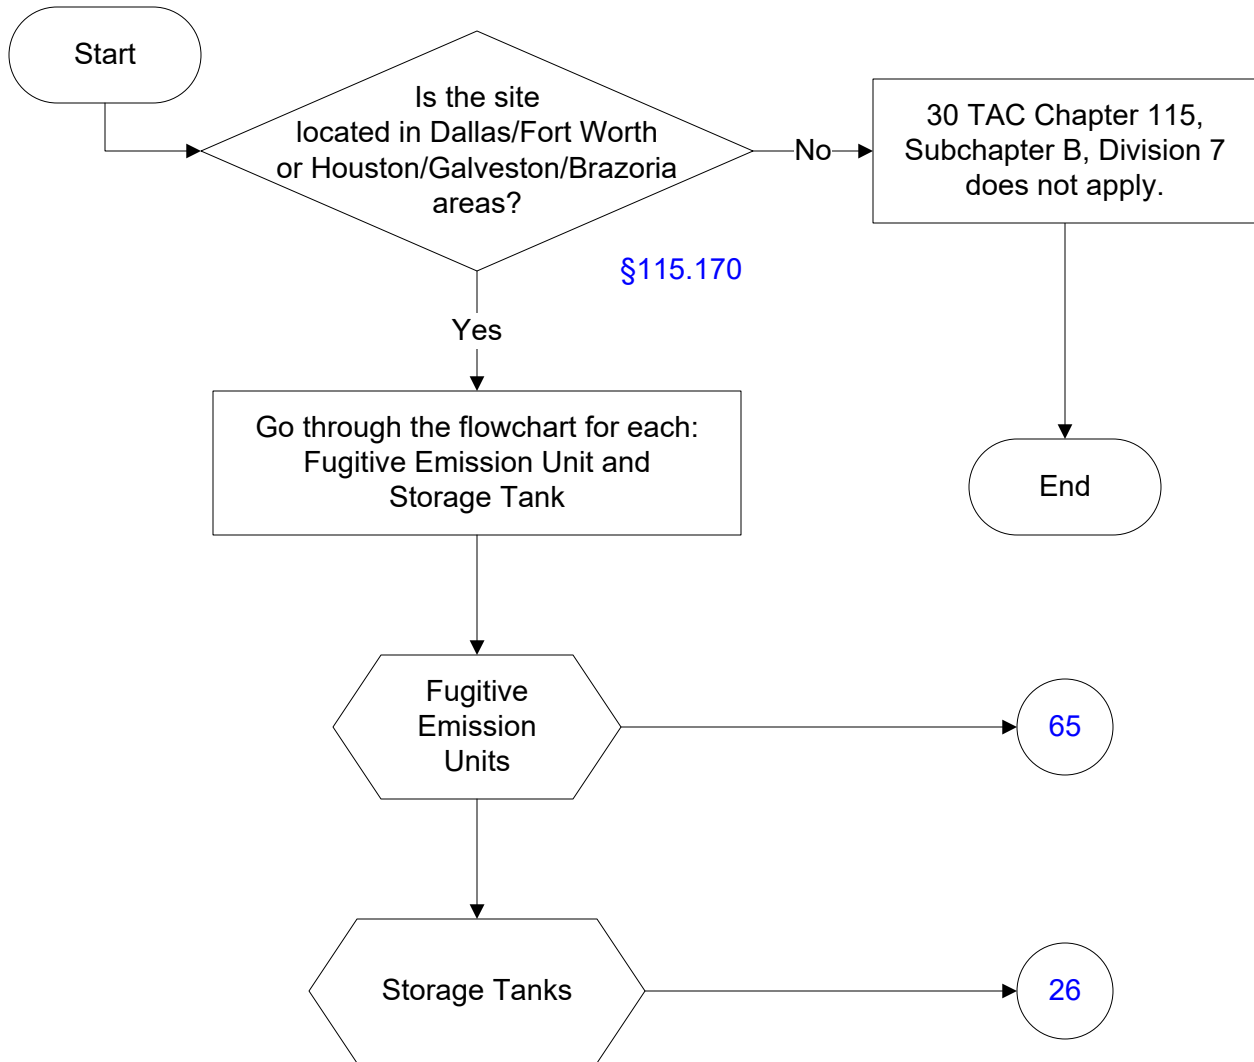 Start
Is the site
located in Dallas/Fort Worth
or Houston/Galveston/Brazoria
areas?
No
30 TAC Chapter 115,
Subchapter B, Division 7
does not apply.
§115.170
Yes
Go through the flowchart for each:
Fugitive Emission Unit and
Storage Tank
End
Fugitive
Emission
Units
65
Storage Tanks
26